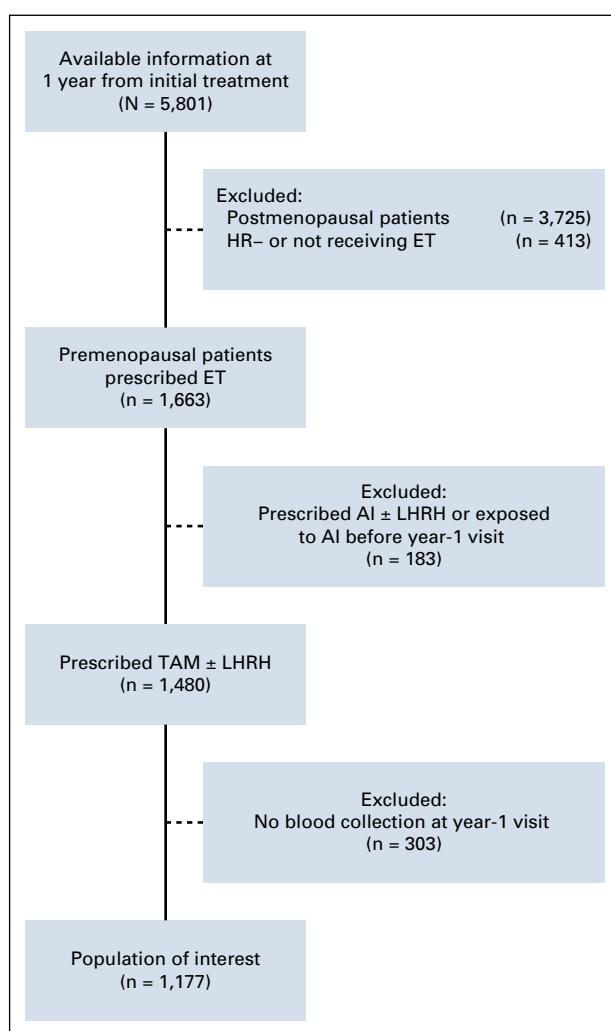 Available information at
1 year from initial treatment
(N = 5,801)
Excluded:
Postmenopausal patients (n = 3,725)
HR− or not receiving ET (n = 413)
Premenopausal patients
prescribed ET
(n = 1,663)
Excluded:
Prescribed AI ± LHRH or exposed
to AI before year-1 visit
(n = 183)
Prescribed TAM ± LHRH
(n = 1,480)
Excluded:
No blood collection at year-1 visit
(n = 303)
Population of interest
(n = 1,177)